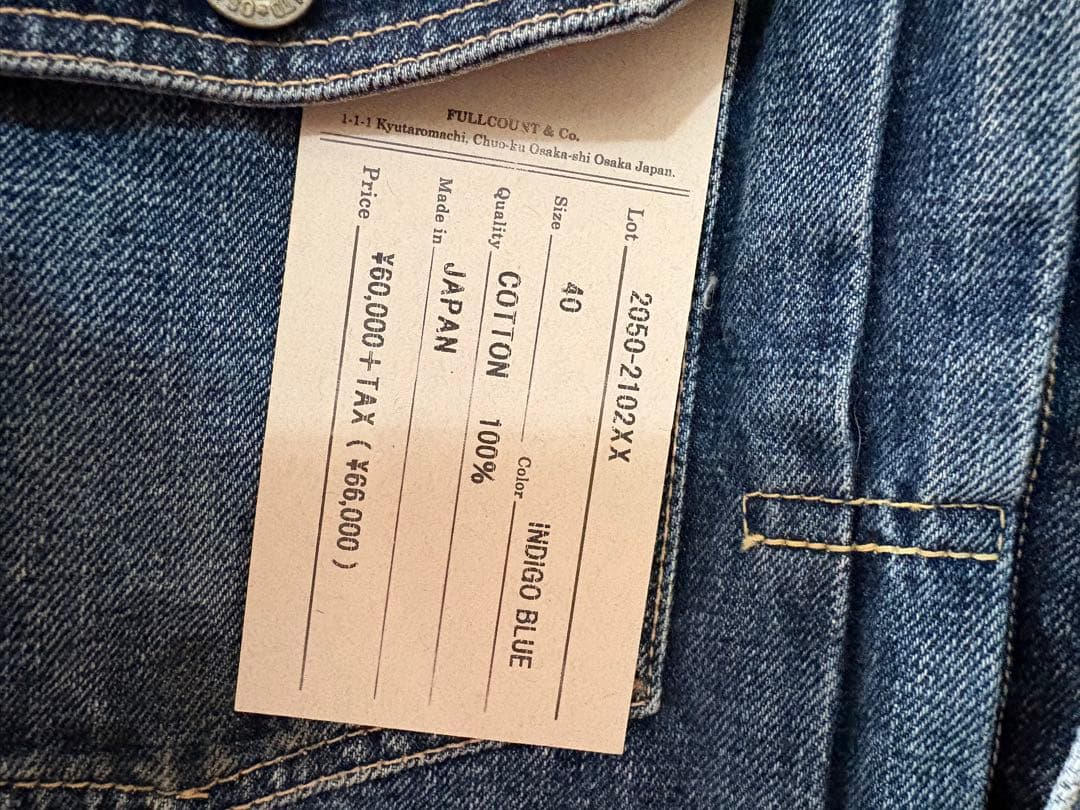 FULLCOUNT & Co.
1-1-1 Kyutaromachi, Chuo-ku Osaka-shi Osaka Japan.
Lot 2050-2102XX
Size 40 Color INDIGO BLUE
Quality COTTON 100%
Made in JAPAN
Price ¥60,000+TAX (¥66,000)